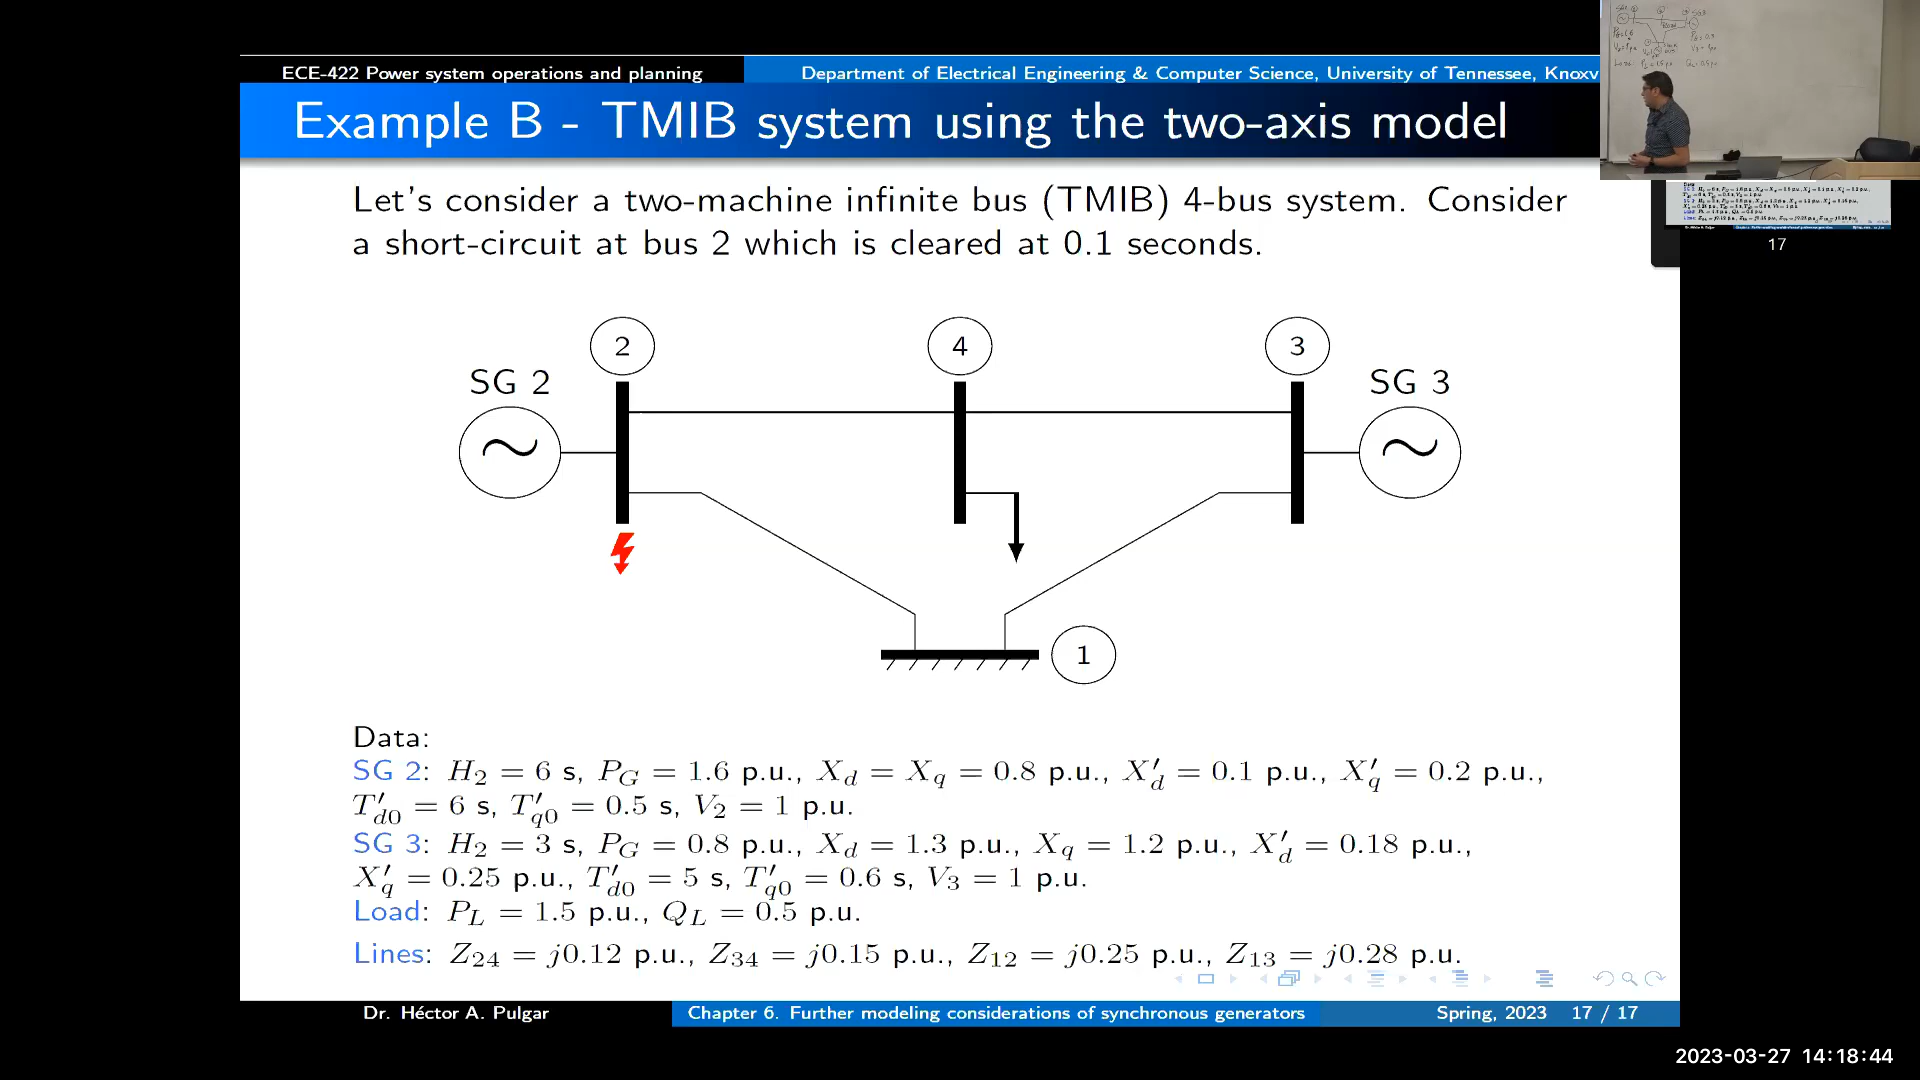 ECE-422 Power system operations and planning
Department of Electrical Engineering & Computer Science, University of Tennessee, Knoxv
Example B - TMIB system using the two-axis model
Let's consider a two-machine infinite bus (TMIB) 4-bus system. Consider
a short-circuit at bus 2 which is cleared at 0.1 seconds.
17
2
4
3
SG 2
SG 3
1
Data:
SG 2: H₂ = 6 s, P_G = 1.6 p.u., X_d = X_q = 0.8 p.u., X′_d = 0.1 p.u., X′_q = 0.2 p.u.,
T′_d0 = 6 s, T′_q0 = 0.5 s, V₂ = 1 p.u.
SG 3: H₂ = 3 s, P_G = 0.8 p.u., X_d = 1.3 p.u., X_q = 1.2 p.u., X′_d = 0.18 p.u.,
X′_q = 0.25 p.u., T′_d0 = 5 s, T′_q0 = 0.6 s, V₃ = 1 p.u.
Load: P_L = 1.5 p.u., Q_L = 0.5 p.u.
Lines: Z₂₄ = j0.12 p.u., Z₃₄ = j0.15 p.u., Z₁₂ = j0.25 p.u., Z₁₃ = j0.28 p.u.
Dr. Héctor A. Pulgar
Chapter 6. Further modeling considerations of synchronous generators
Spring, 2023 17 / 17
2023-03-27 14:18:44